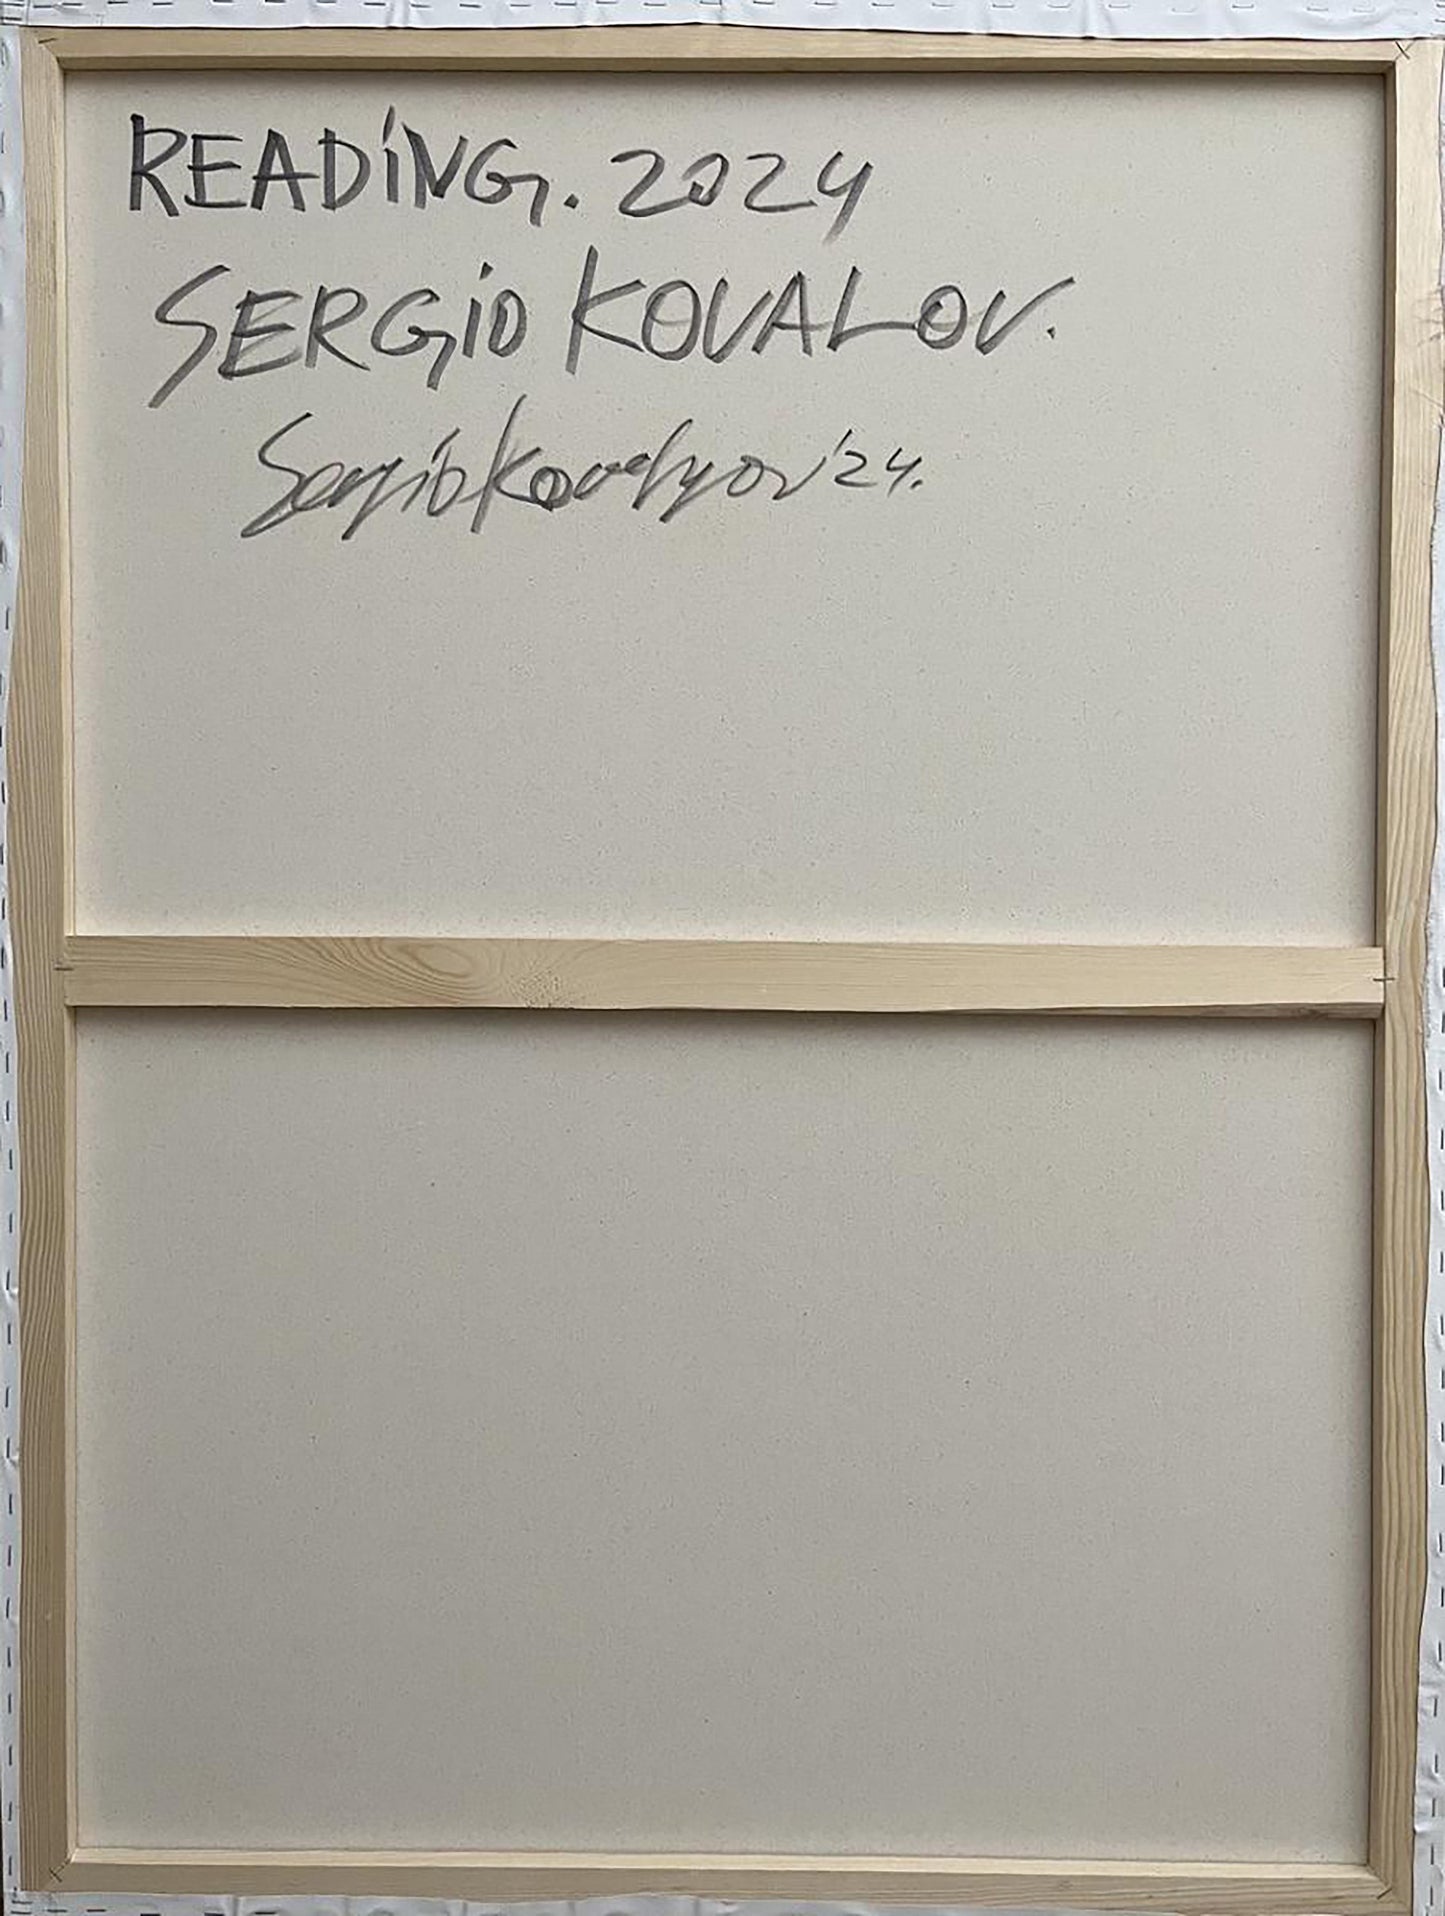 READING. 2024
SERGIO KOVALOV.
Sergio Kovalyov '24.